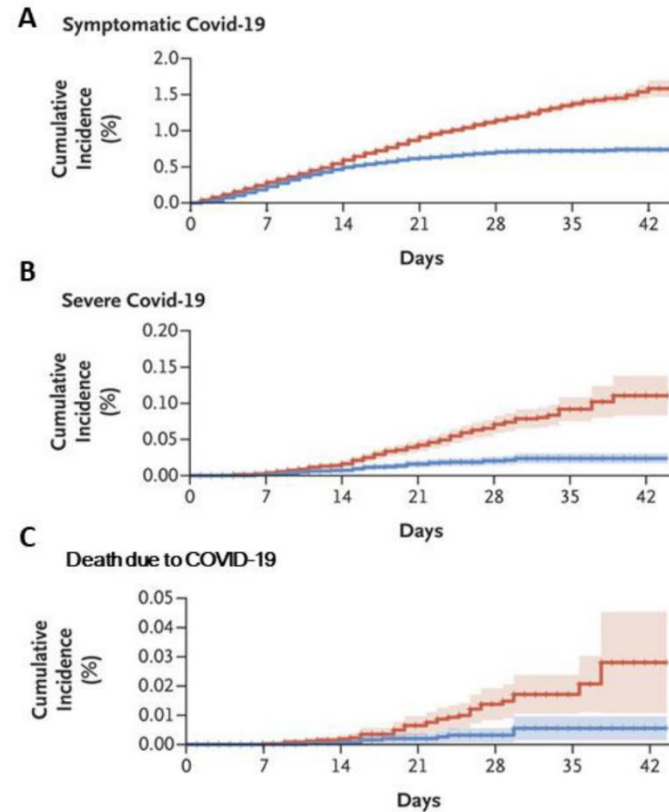 A
Symptomatic Covid-19
Cumulative
Incidence
(%)
2.0
1.5
1.0
0.5
0.0
0 7 14 21 28 35 42
Days
B
Severe Covid-19
Cumulative
Incidence
(%)
0.20
0.15
0.10
0.05
0.00
0 7 14 21 28 35 42
Days
C
Death due to COVID-19
Cumulative
Incidence
(%)
0.05
0.04
0.03
0.02
0.01
0.00
0 7 14 21 28 35 42
Days